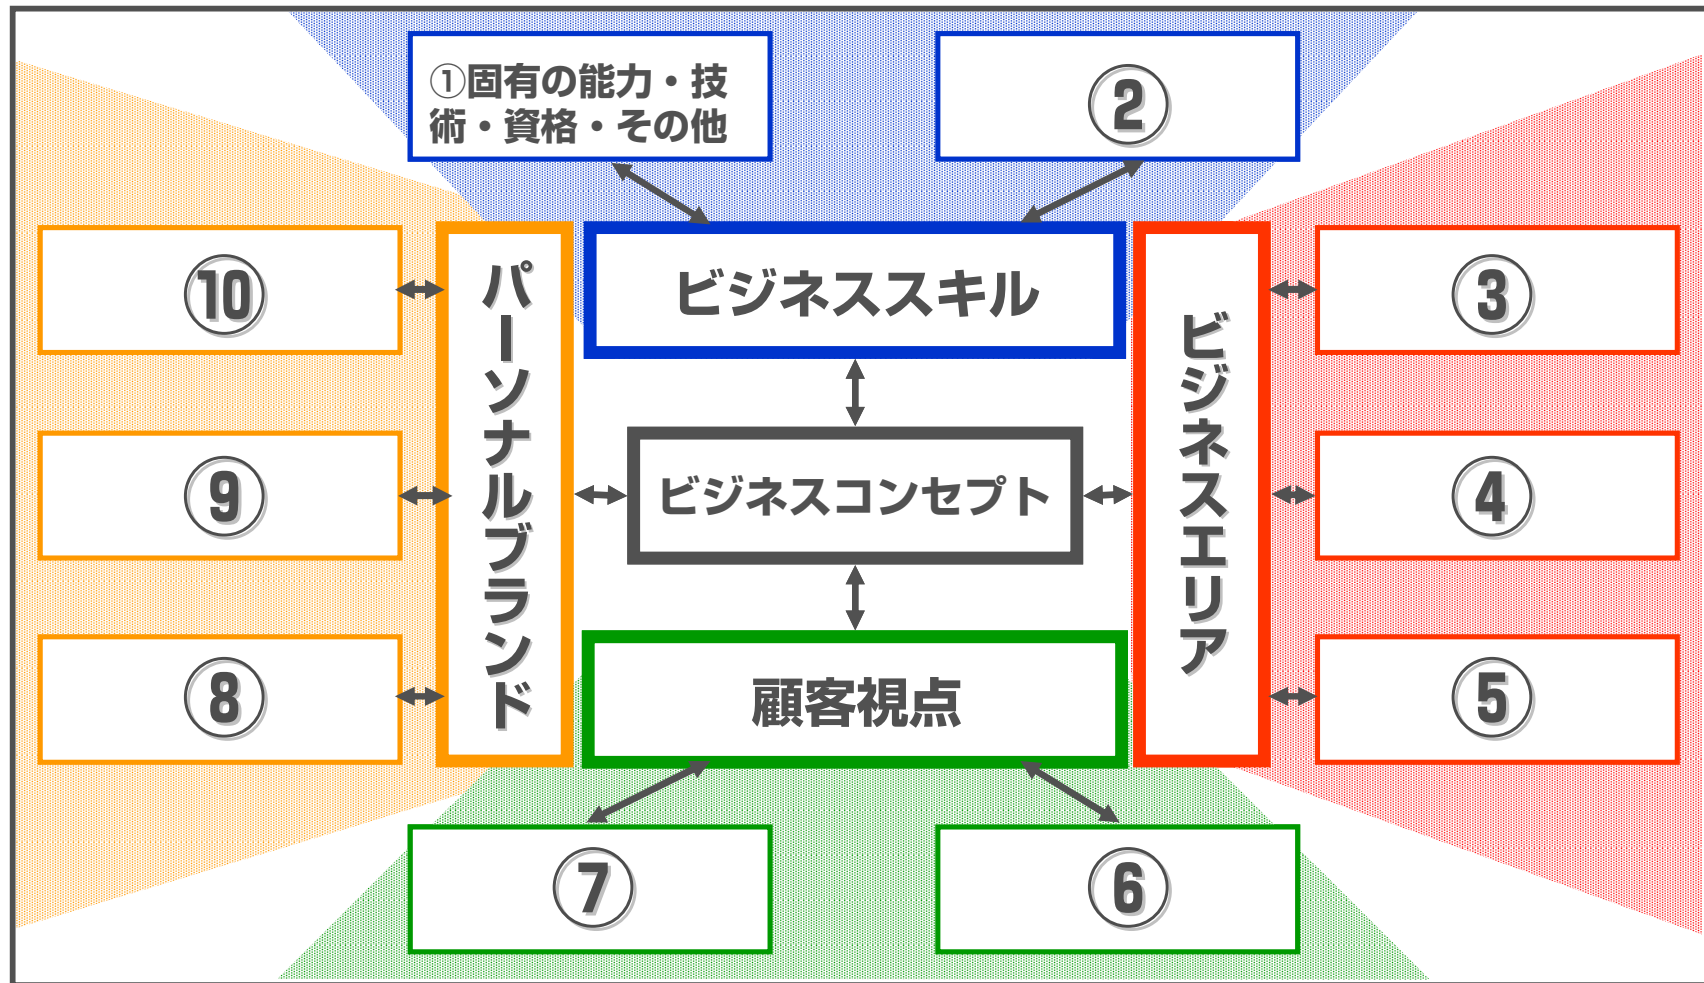 ①固有の能力・技
術・資格・その他
②
⑩
パーソナルブランド
ビジネススキル
ビジネスエリア
③
⑨
ビジネスコンセプト
④
⑧
顧客視点
⑤
⑦
⑥